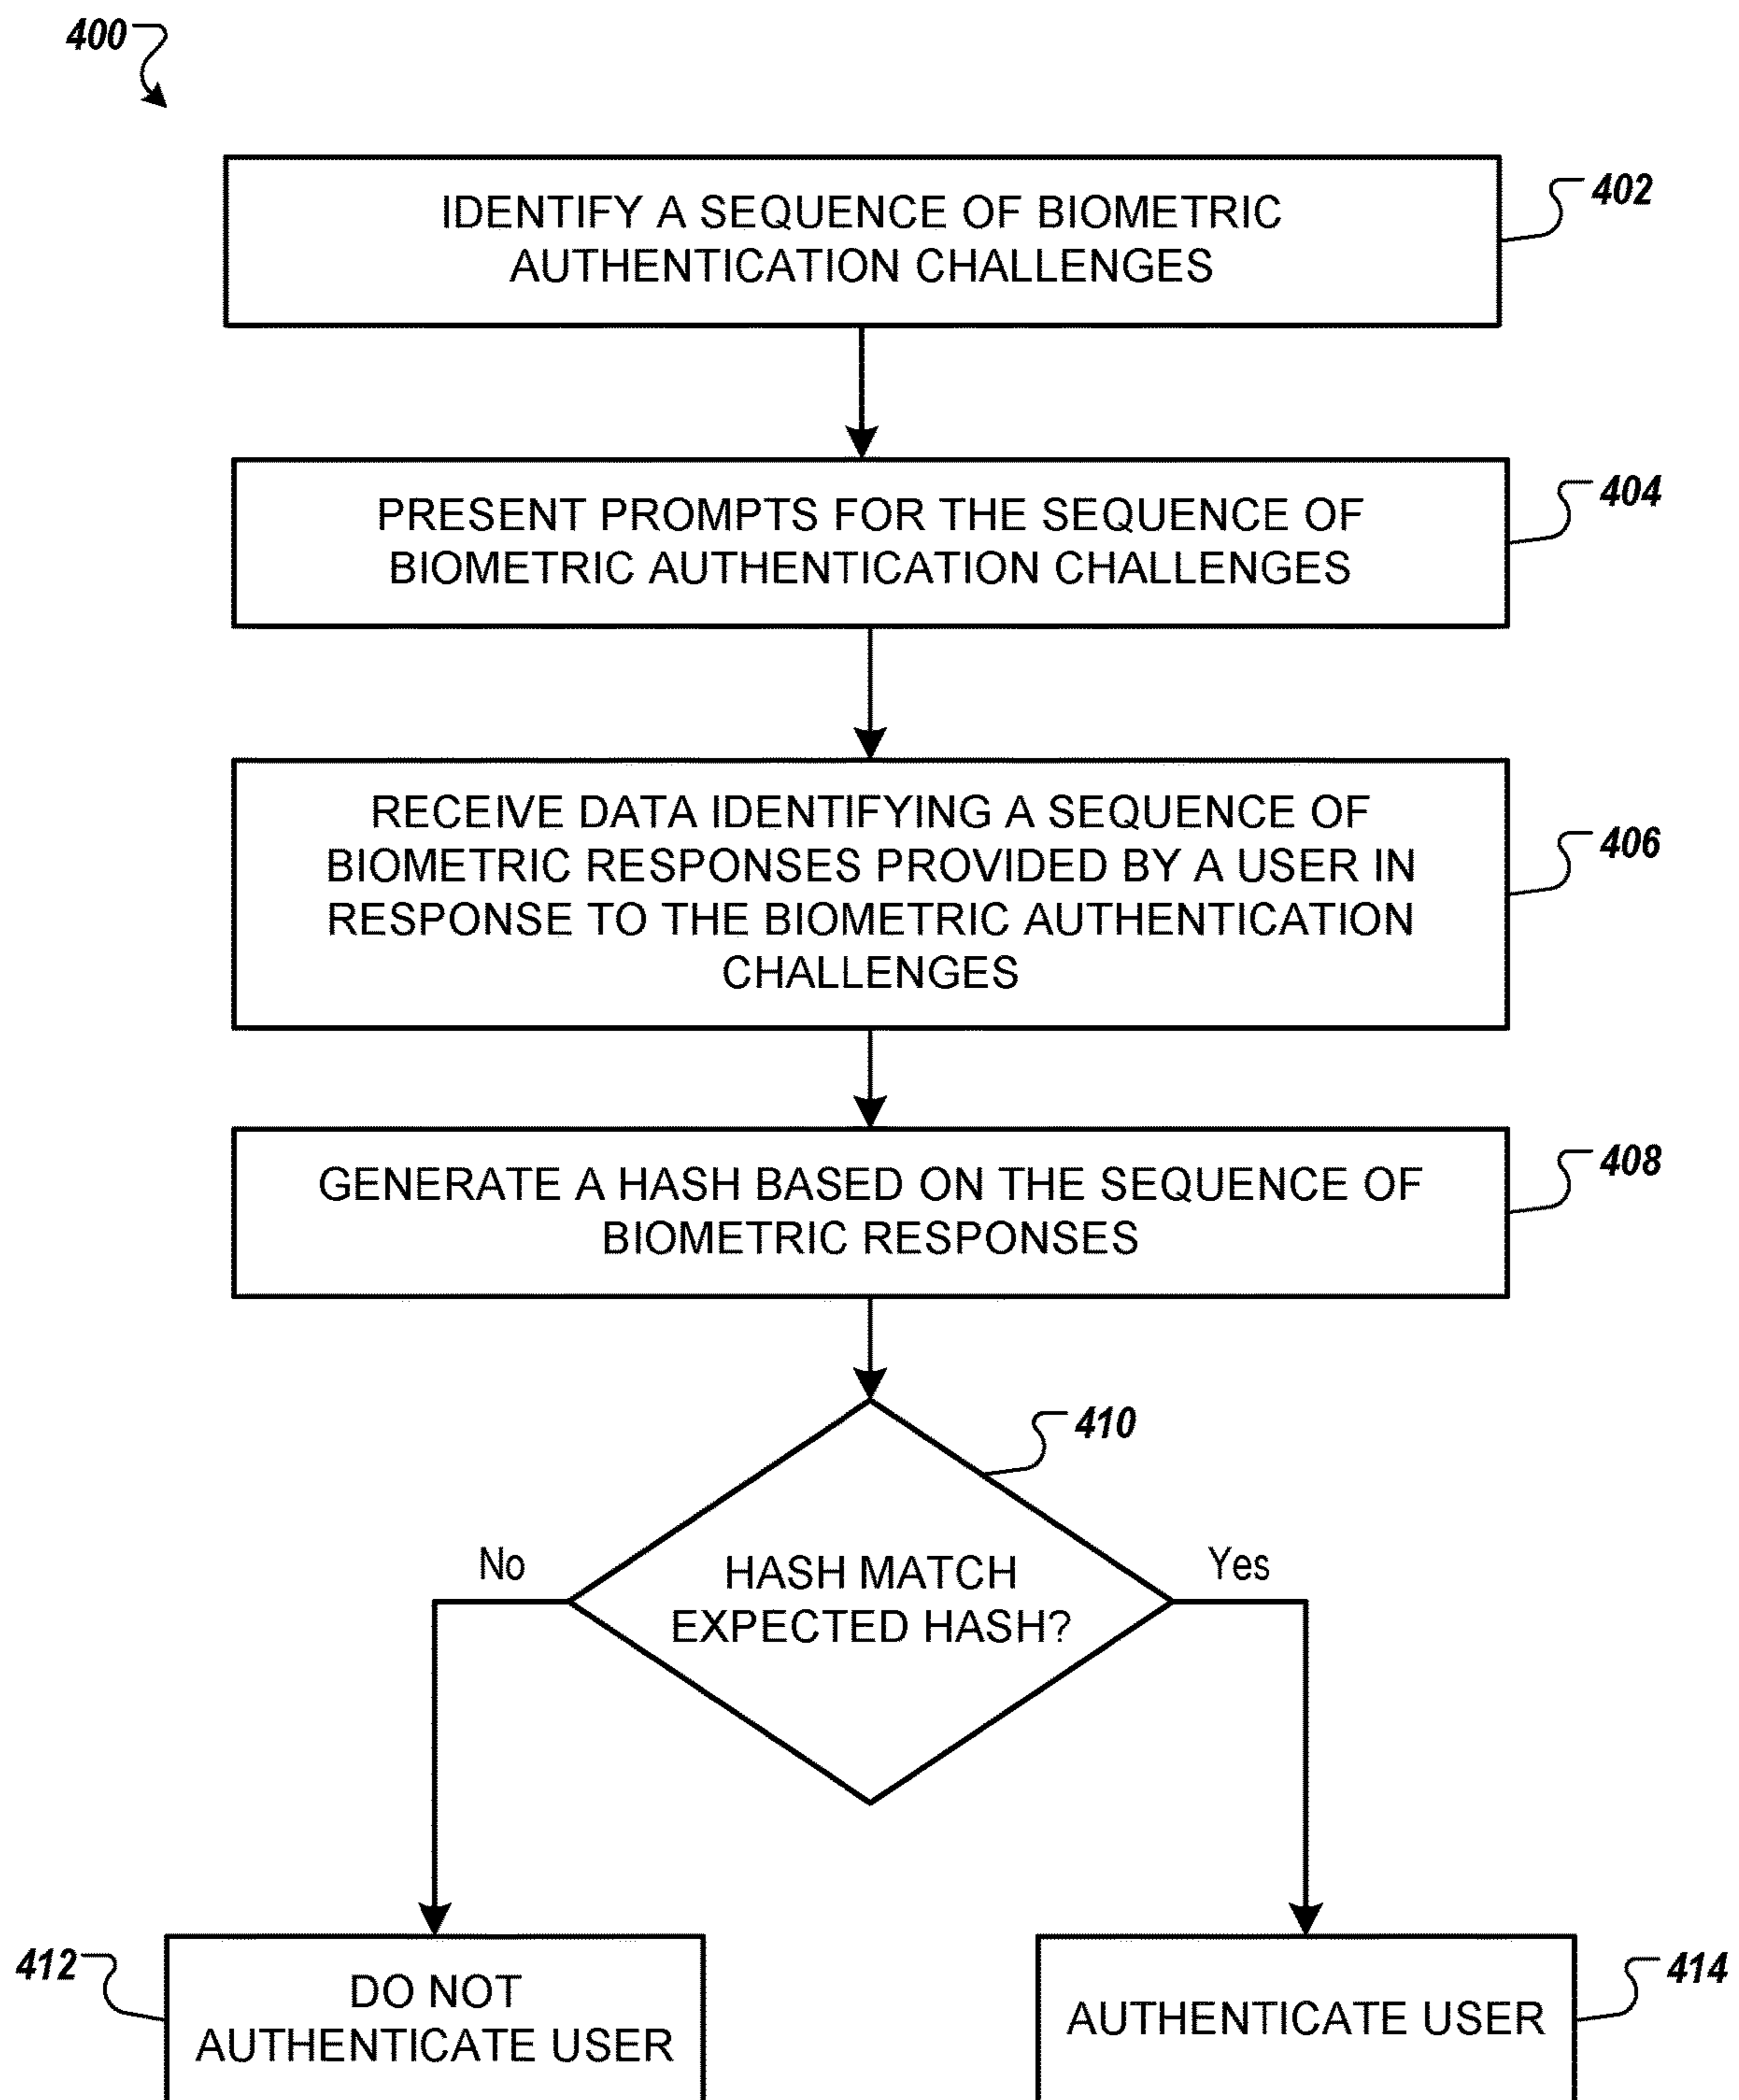 400
IDENTIFY A SEQUENCE OF BIOMETRIC
AUTHENTICATION CHALLENGES
402
PRESENT PROMPTS FOR THE SEQUENCE OF
BIOMETRIC AUTHENTICATION CHALLENGES
404
RECEIVE DATA IDENTIFYING A SEQUENCE OF
BIOMETRIC RESPONSES PROVIDED BY A USER IN
RESPONSE TO THE BIOMETRIC AUTHENTICATION
CHALLENGES
406
GENERATE A HASH BASED ON THE SEQUENCE OF
BIOMETRIC RESPONSES
408
410
HASH MATCH
EXPECTED HASH?
No
Yes
412
DO NOT
AUTHENTICATE USER
AUTHENTICATE USER
414